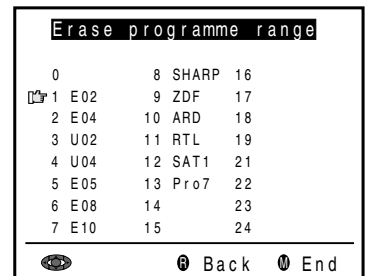 Erase programme range
0 8 SHARP 16
1 E02 9 ZDF 17
2 E04 10 ARD 18
3 U02 11 RTL 19
4 U04 12 SAT1 21
5 E05 13 Pro7 22
6 E08 14 23
7 E10 15 24
R Back M End